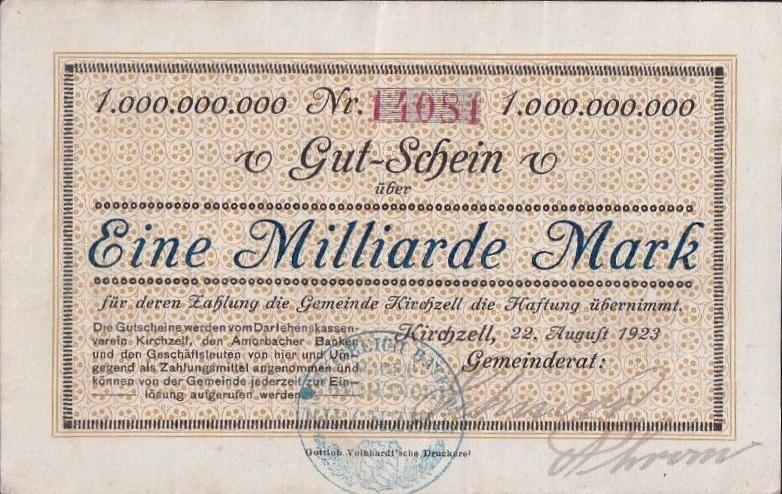 1.000.000.000 Nr. 14081 1.000.000.000
Gut-Schein
über
Eine Milliarde Mark
für deren Zahlung die Gemeinde Kirchzell die Haftung übernimmt.
Die Gutscheine werden vom Darlehenskassen-
verein Kirchzell, den Amorbacher Banken
und den Geschäftsleuten von hier und Um-
gegend als Zahlungsmittel angenommen und
können von der Gemeinde jederzeit zur Ein-
lösung aufgerufen werden
Kirchzell, 22. August 1923
Gemeinderat:
Gottlob Volkhardt'sche Druckerei